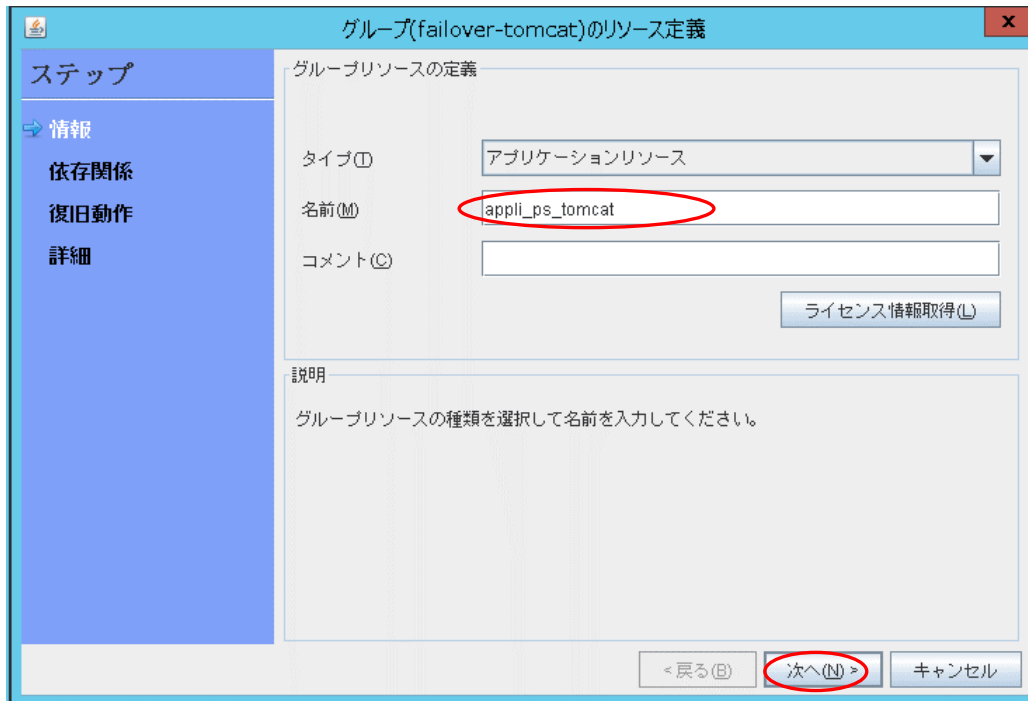 グループ(failover-tomcat)のリソース定義
x
ステップ
情報
依存関係
復旧動作
詳細
グループリソースの定義
タイプ(T)
アプリケーションリソース
名前(M)
appli_ps_tomcat
コメント(C)
ライセンス情報取得(L)
説明
グループリソースの種類を選択して名前を入力してください。
<戻る(B)
次へ(N) >
キャンセル